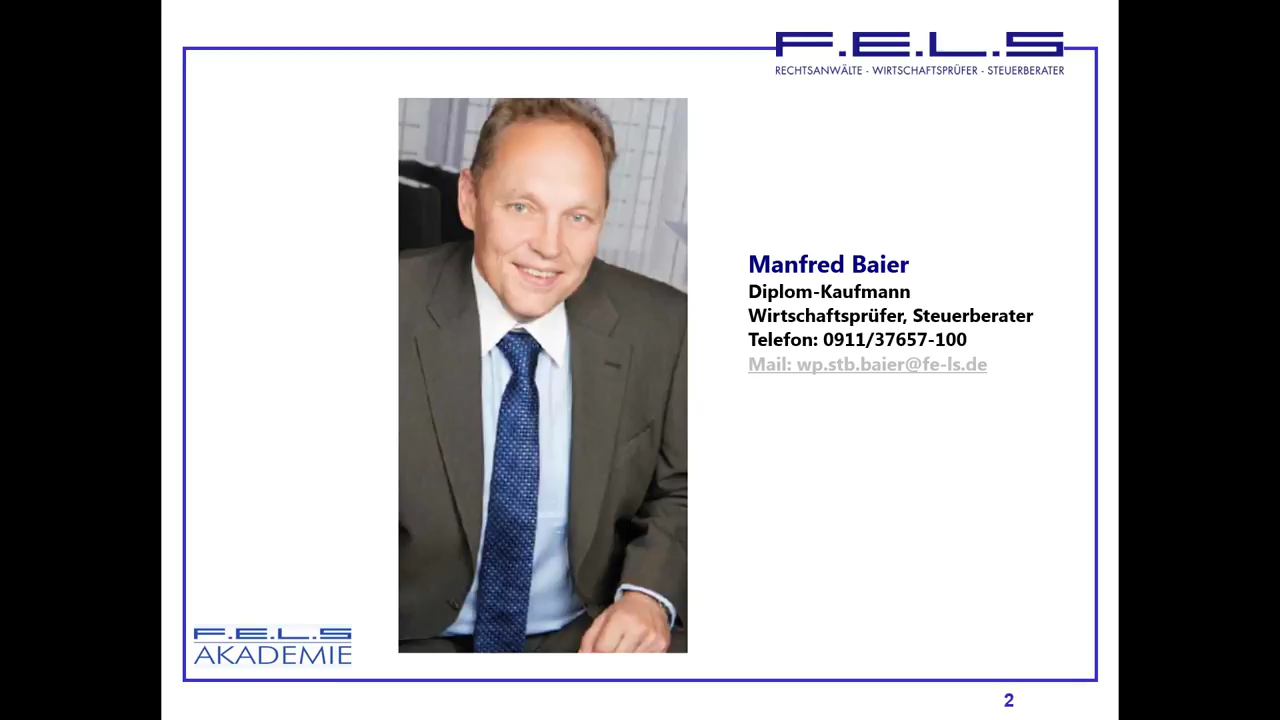 F.E.L.S
RECHTSANWÄLTE - WIRTSCHAFTSPRÜFER - STEUERBERATER
Manfred Baier
Diplom-Kaufmann
Wirtschaftsprüfer, Steuerberater
Telefon: 0911/37657-100
Mail: wp.stb.baier@fe-ls.de
F.E.L.S
AKADEMIE
2